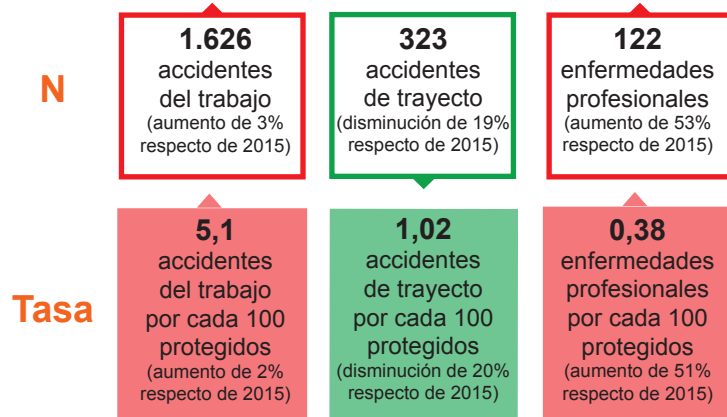 N
1.626
accidentes
del trabajo
(aumento de 3%
respecto de 2015)
323
accidentes
de trayecto
(disminución de 19%
respecto de 2015)
122
enfermedades
profesionales
(aumento de 53%
respecto de 2015)
Tasa
5,1
accidentes
del trabajo
por cada 100
protegidos
(aumento de 2%
respecto de 2015)
1,02
accidentes
de trayecto
por cada 100
protegidos
(disminución de 20%
respecto de 2015)
0,38
enfermedades
profesionales
por cada 100
protegidos
(aumento de 51%
respecto de 2015)